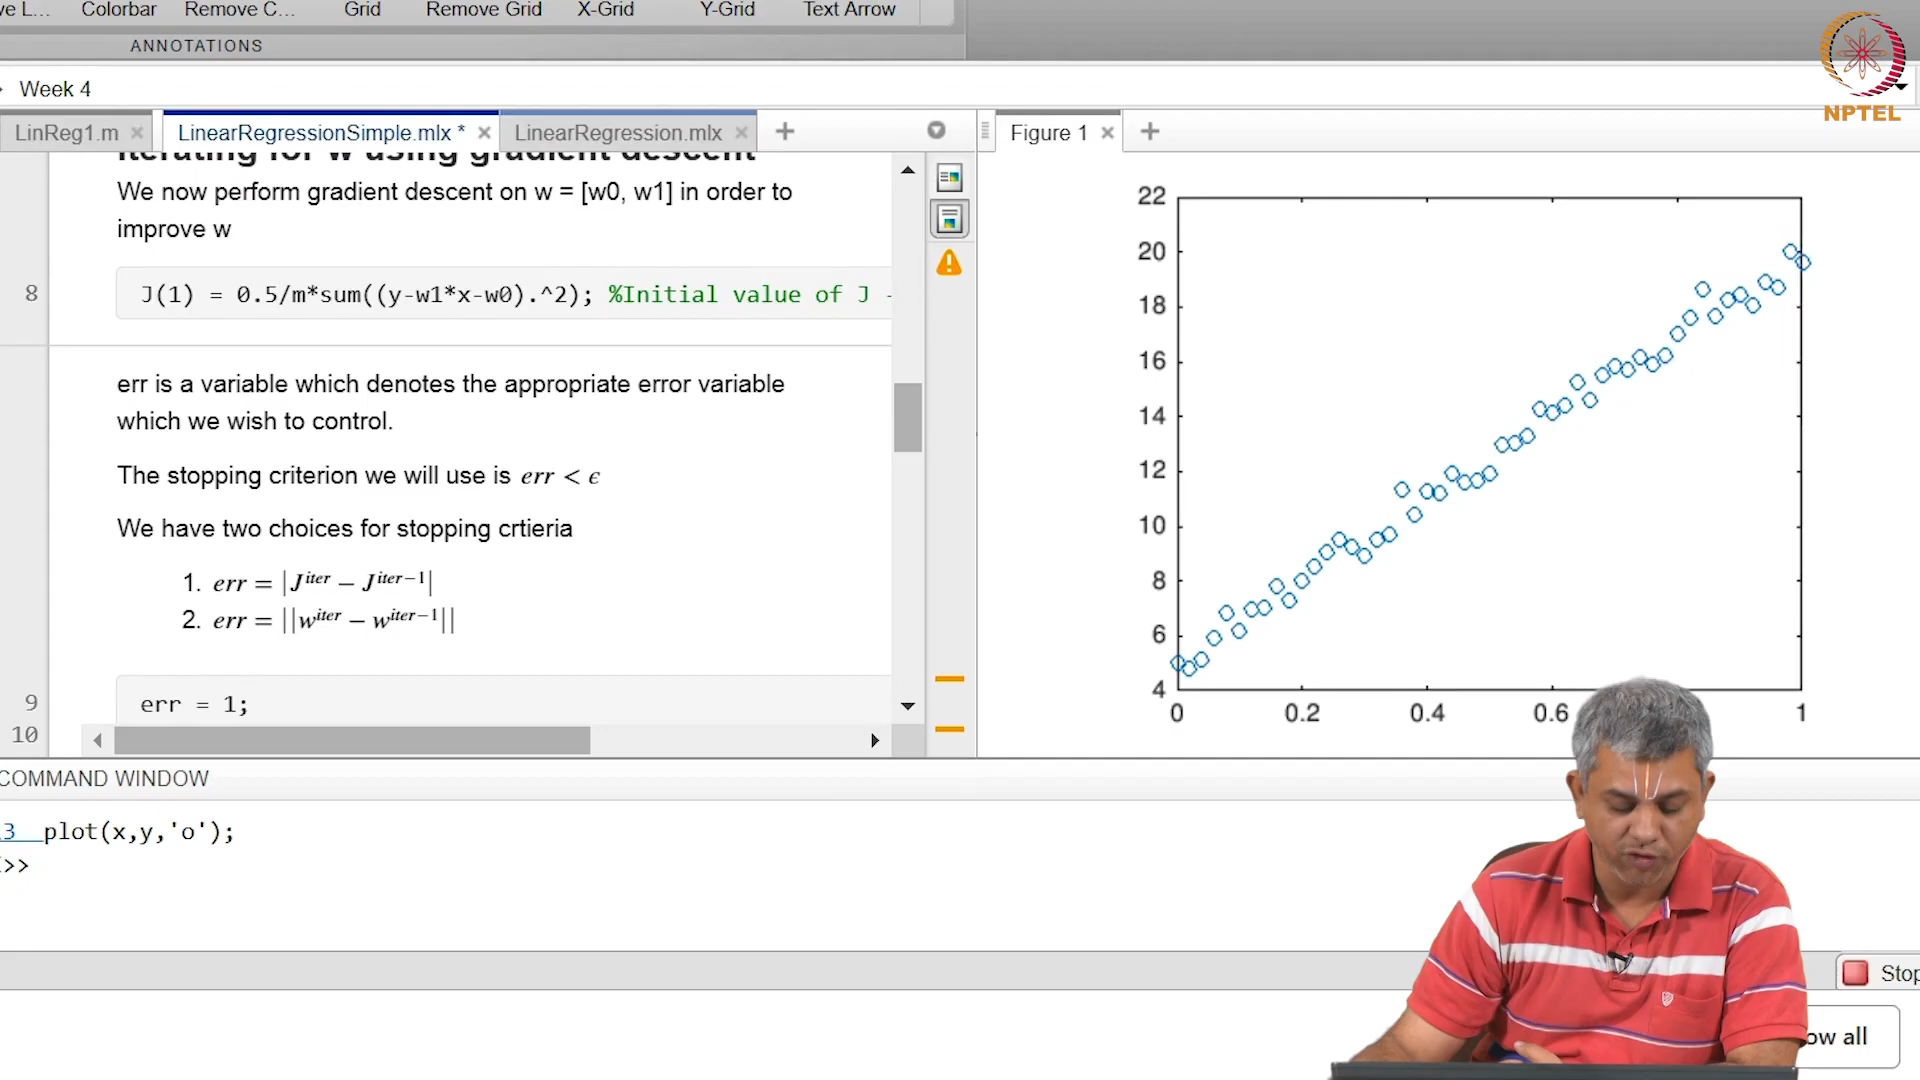 Colorbar Remove C... Grid Remove Grid X-Grid Y-Grid Text Arrow
ANNOTATIONS
Week 4
LinReg1.m LinearRegressionSimple.mlx * LinearRegression.mlx
Figure 1
NPTEL
Iterating for w using gradient descent
We now perform gradient descent on w = [w0, w1] in order to
improve w
8 J(1) = 0.5/m*sum((y-w1*x-w0).^2); %Initial value of J -
err is a variable which denotes the appropriate error variable
which we wish to control.
The stopping criterion we will use is err < ϵ
We have two choices for stopping crtieria
1. err = |J^iter − J^iter−1|
2. err = ||w^iter − w^iter−1||
9 err = 1;
10
22
20
18
16
14
12
10
8
6
4
0 0.2 0.4 0.6 1
COMMAND WINDOW
3 plot(x,y,'o');
>>
Stop
ow all